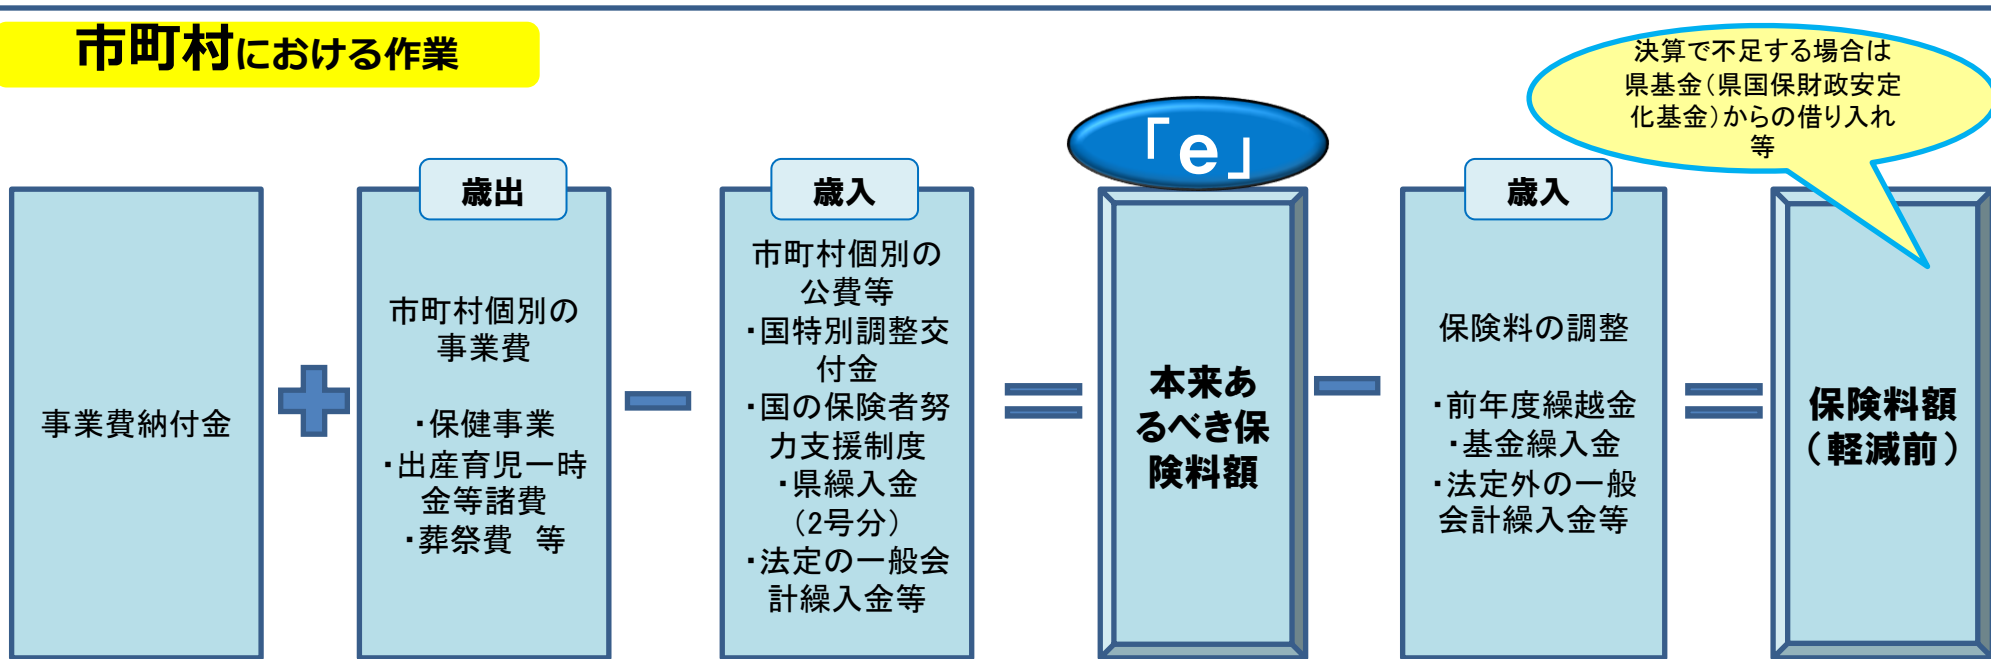 市町村における作業
決算で不足する場合は
県基金（県国保財政安定
化基金）からの借り入れ
等
「e」
事業費納付金
歳出
市町村個別の
事業費
・保健事業
・出産育児一時
金等諸費
・葬祭費　等
歳入
市町村個別の
公費等
・国特別調整交
付金
・国の保険者努
力支援制度
・県繰入金
（2号分）
・法定の一般会
計繰入金等
本来あ
るべき保
険料額
歳入
保険料の調整
・前年度繰越金
・基金繰入金
・法定外の一般
会計繰入金等
保険料額
（軽減前）